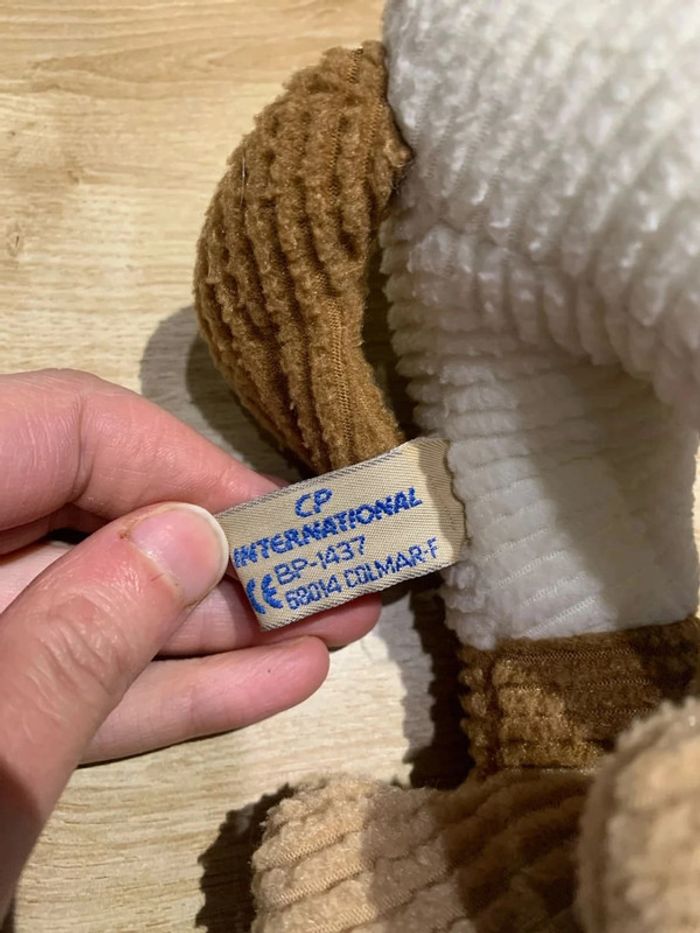 CP
INTERNATIONAL
BP-1437
CE 68014 COLMAR-F